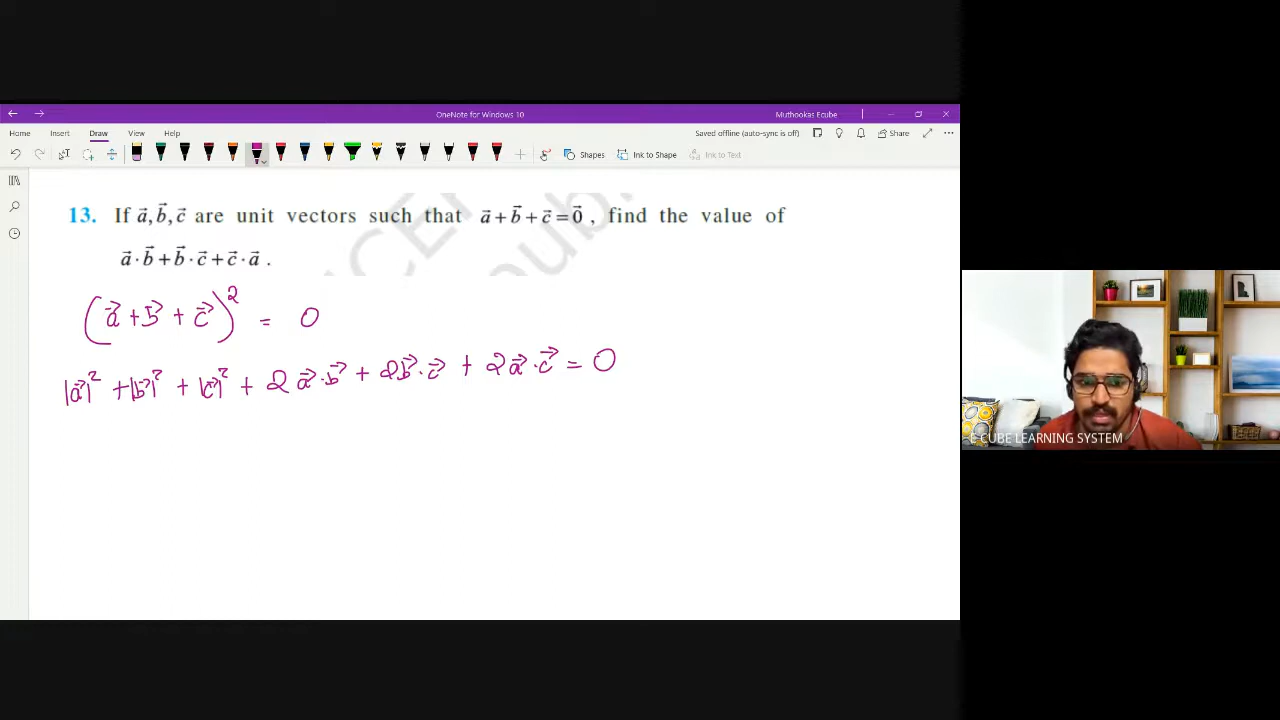 OneNote for Windows 10
Muthookas Ecube
Home Insert Draw View Help
Saved offline (auto-sync is off)
Share
Shapes
Ink to Shape
Ink to Text
13. If a⃗, b⃗, c⃗ are unit vectors such that a⃗ + b⃗ + c⃗ = 0⃗ , find the value of
a⃗ · b⃗ + b⃗ · c⃗ + c⃗ · a⃗ .
(a⃗ + b⃗ + c⃗)² = 0
|a⃗|² + |b⃗|² + |c⃗|² + 2 a⃗ · b⃗ + 2 b⃗ · c⃗ + 2 a⃗ · c⃗ = 0
CUBE LEARNING SYSTEM